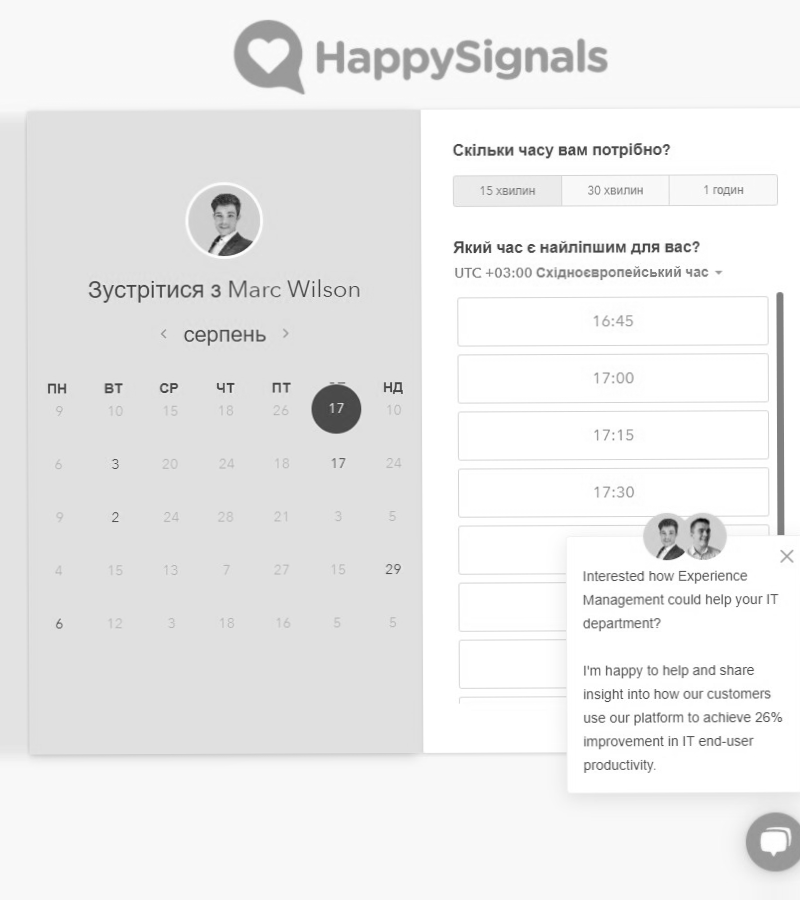 HappySignals
Зустрітися з Marc Wilson
серпень
ПН ВТ СР ЧТ ПТ НД
9 10 15 18 26 17 10
6 3 20 24 18 17 24
9 2 24 28 21 3 5
4 15 13 7 27 15 29
6 12 3 18 16 5 5
Скільки часу вам потрібно?
15 хвилин 30 хвилин 1 годин
Який час є найліпшим для вас?
UTC +03:00 Східноєвропейський час
16:45
17:00
17:15
17:30
Interested how Experience
Management could help your IT
department?
I'm happy to help and share
insight into how our customers
use our platform to achieve 26%
improvement in IT end-user
productivity.